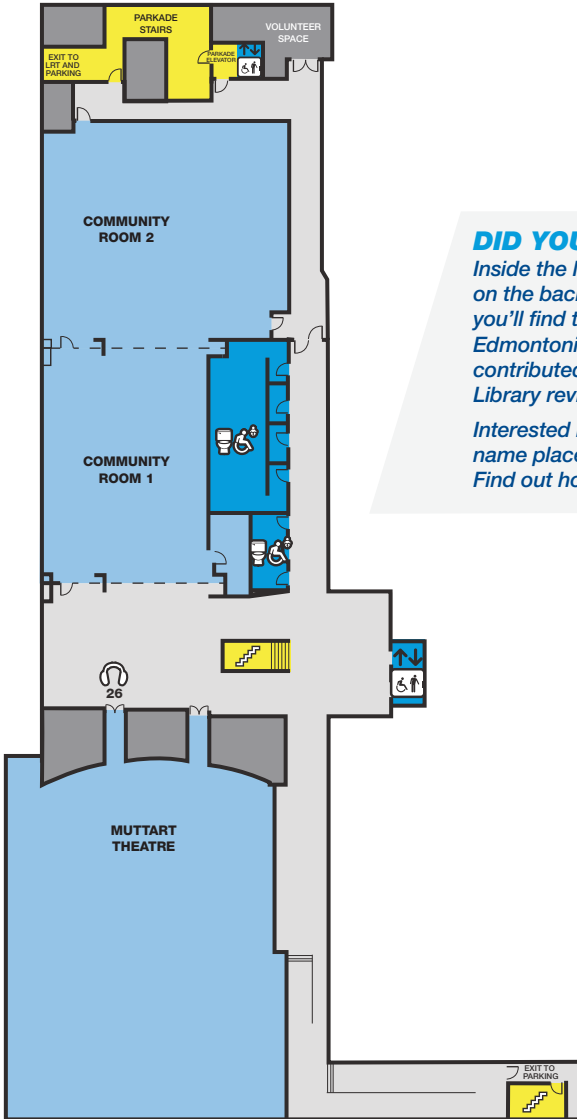 PARKADE
STAIRS
VOLUNTEER
SPACE
EXIT TO
LRT AND
PARKING
PARKADE
ELEVATOR
COMMUNITY
ROOM 2
DID YOU
Inside the
on the back
you'll find t
Edmontoni
contributed
Library rev
Interested
name place
Find out ho
COMMUNITY
ROOM 1
26
MUTTART
THEATRE
EXIT TO
PARKING